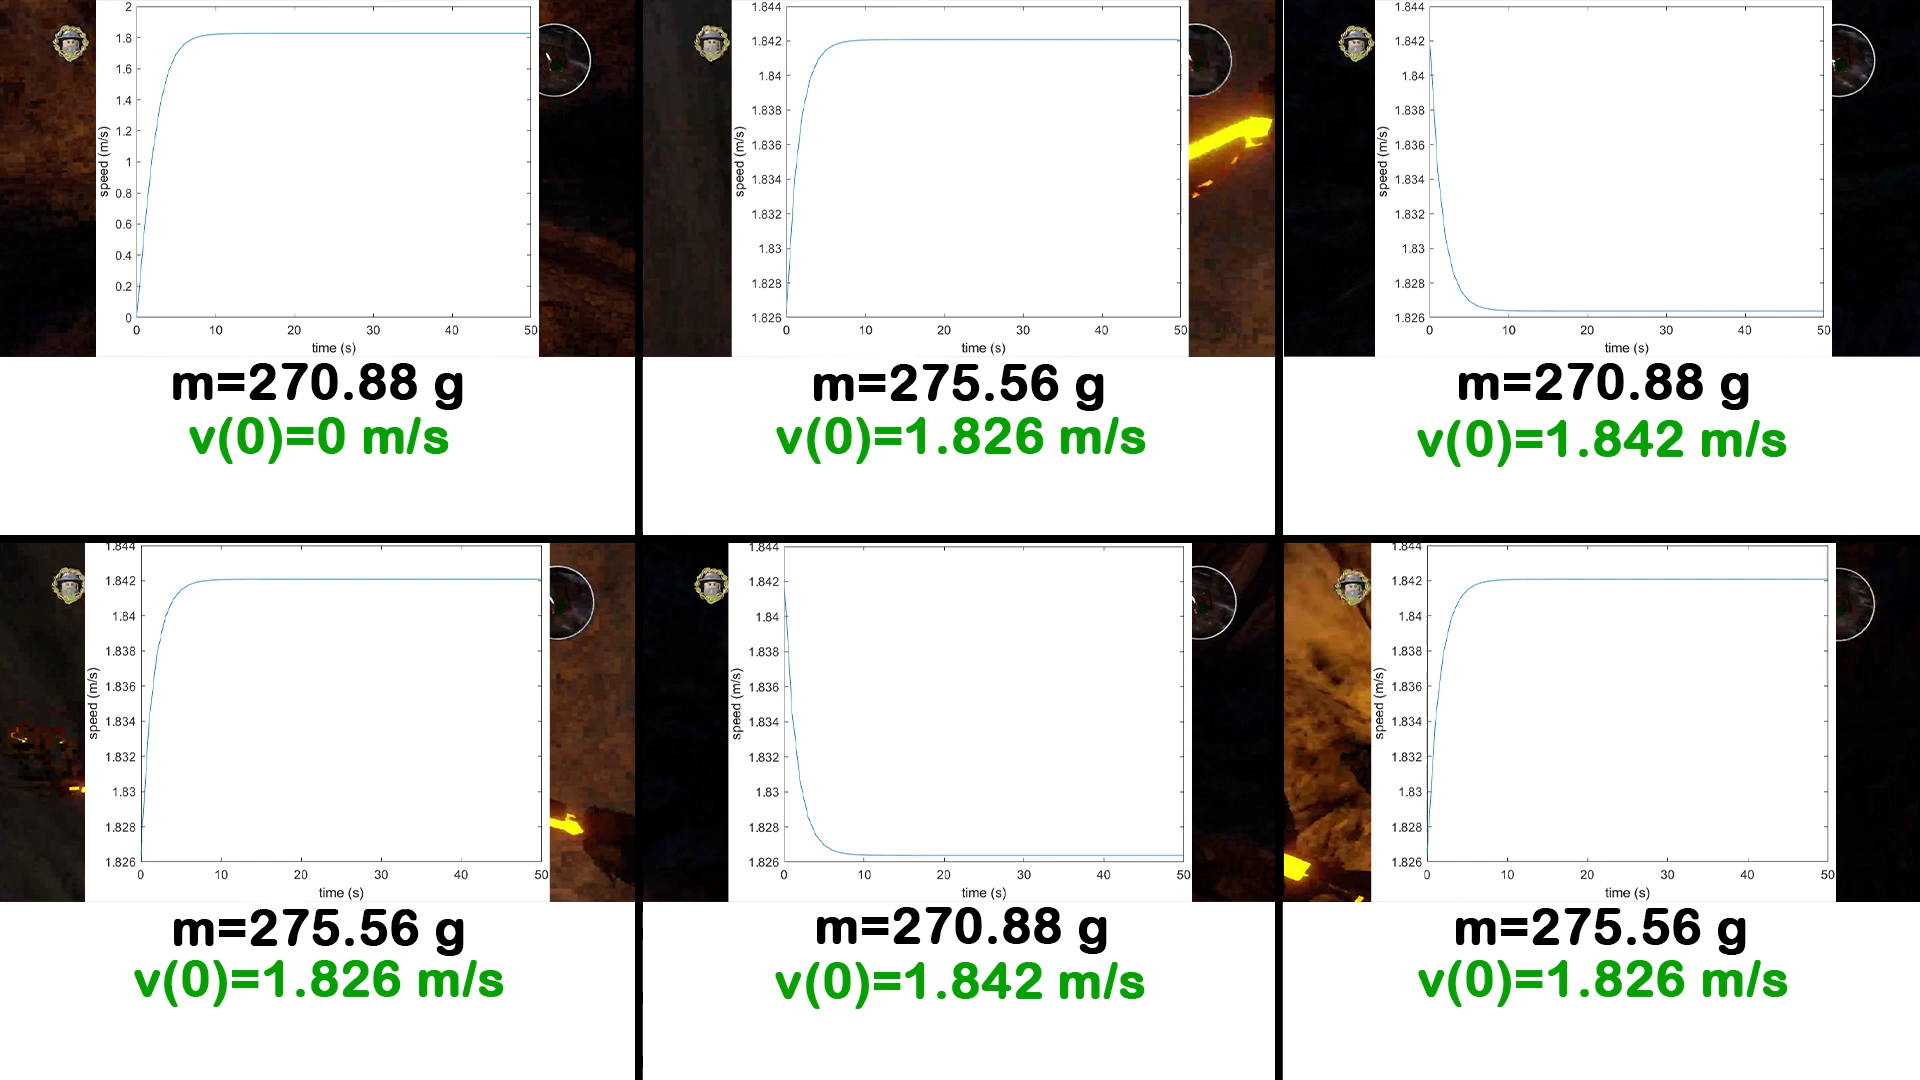 2
1.8
1.6
1.4
1.2
1
0.8
0.6
0.4
0.2
0
speed (m/s)
0 10 20 30 40 50
time (s)
m=270.88 g
v(0)=0 m/s
1.844
1.842
1.84
1.838
1.836
1.834
1.832
1.83
1.828
1.826
speed (m/s)
0 10 20 30 40 50
time (s)
m=275.56 g
v(0)=1.826 m/s
1.844
1.842
1.84
1.838
1.836
1.834
1.832
1.83
1.828
1.826
speed (m/s)
0 10 20 30 40 50
time (s)
m=270.88 g
v(0)=1.842 m/s
1.844
1.842
1.84
1.838
1.836
1.834
1.832
1.83
1.828
1.826
speed (m/s)
0 10 20 30 40 50
time (s)
m=275.56 g
v(0)=1.826 m/s
1.844
1.842
1.84
1.838
1.836
1.834
1.832
1.83
1.828
1.826
speed (m/s)
0 10 20 30 40 50
time (s)
m=270.88 g
v(0)=1.842 m/s
1.844
1.842
1.84
1.838
1.836
1.834
1.832
1.83
1.828
1.826
speed (m/s)
0 10 20 30 40 50
time (s)
m=275.56 g
v(0)=1.826 m/s